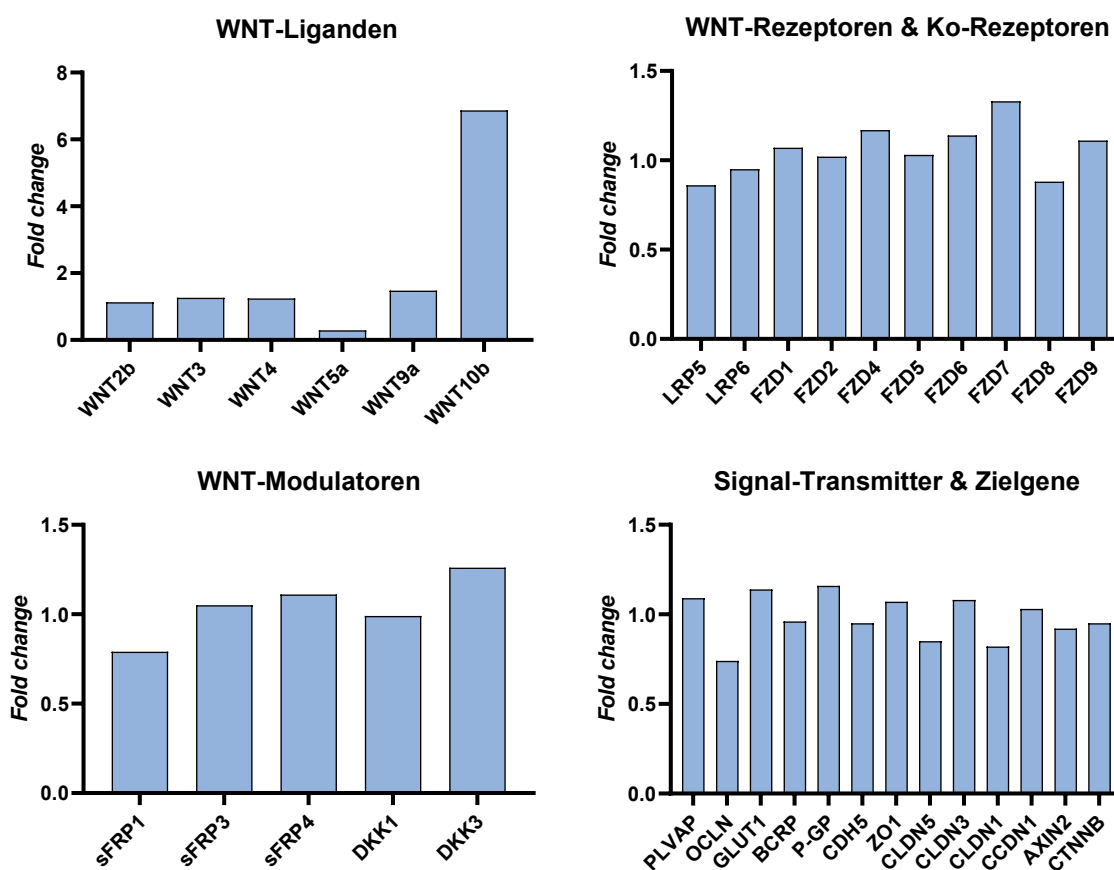 WNT-Liganden
Fold change
8
6
4
2
0
WNT2b
WNT3
WNT4
WNT5a
WNT9a
WNT10b
WNT-Rezeptoren & Ko-Rezeptoren
Fold change
1.5
1.0
0.5
0.0
LRP5
LRP6
FZD1
FZD2
FZD4
FZD5
FZD6
FZD7
FZD8
FZD9
WNT-Modulatoren
Fold change
1.5
1.0
0.5
0.0
sFRP1
sFRP3
sFRP4
DKK1
DKK3
Signal-Transmitter & Zielgene
Fold change
1.5
1.0
0.5
0.0
PLVAP
OCLN
GLUT1
BCRP
P-GP
CDH5
ZO1
CLDN5
CLDN3
CLDN1
CCDN1
AXIN2
CTNNB